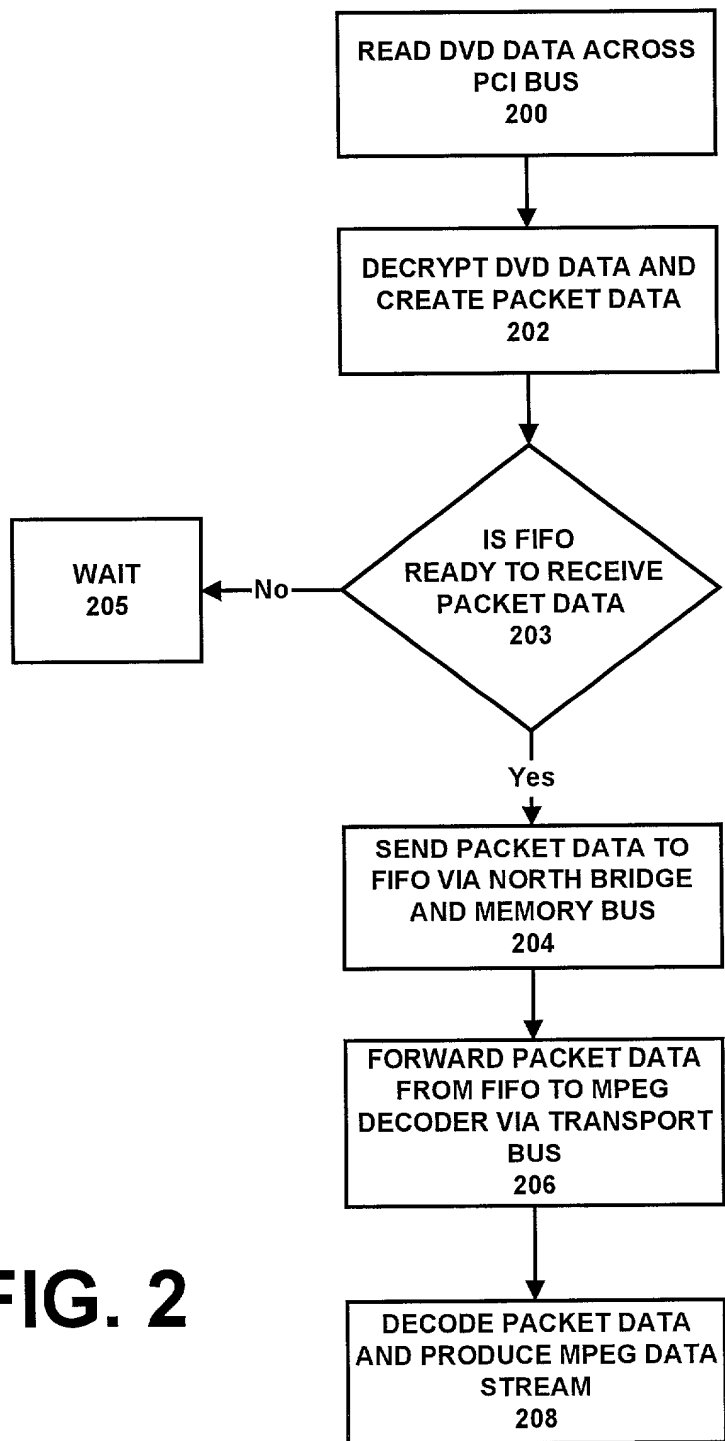 READ DVD DATA ACROSS
PCI BUS
200
DECRYPT DVD DATA AND
CREATE PACKET DATA
202
IS FIFO
READY TO RECEIVE
PACKET DATA
203
No
WAIT
205
Yes
SEND PACKET DATA TO
FIFO VIA NORTH BRIDGE
AND MEMORY BUS
204
FORWARD PACKET DATA
FROM FIFO TO MPEG
DECODER VIA TRANSPORT
BUS
206
DECODE PACKET DATA
AND PRODUCE MPEG DATA
STREAM
208
FIG. 2